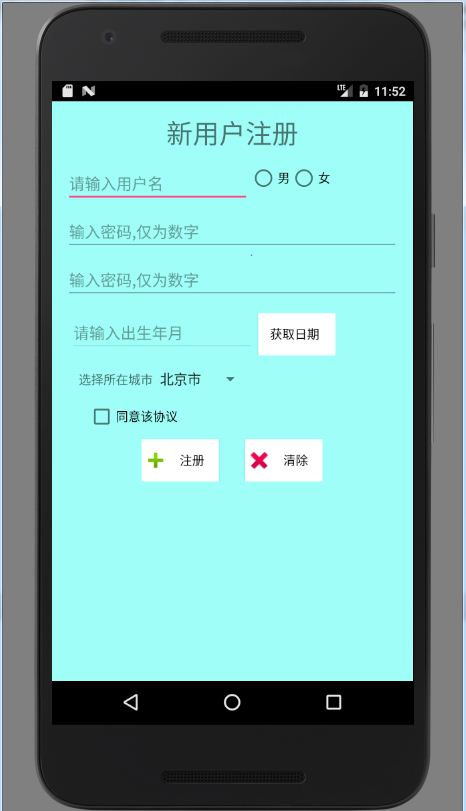 LTE 11:52
新用户注册
请输入用户名 男 女
输入密码,仅为数字
输入密码,仅为数字
请输入出生年月 获取日期
选择所在城市 北京市
同意该协议
注册 清除